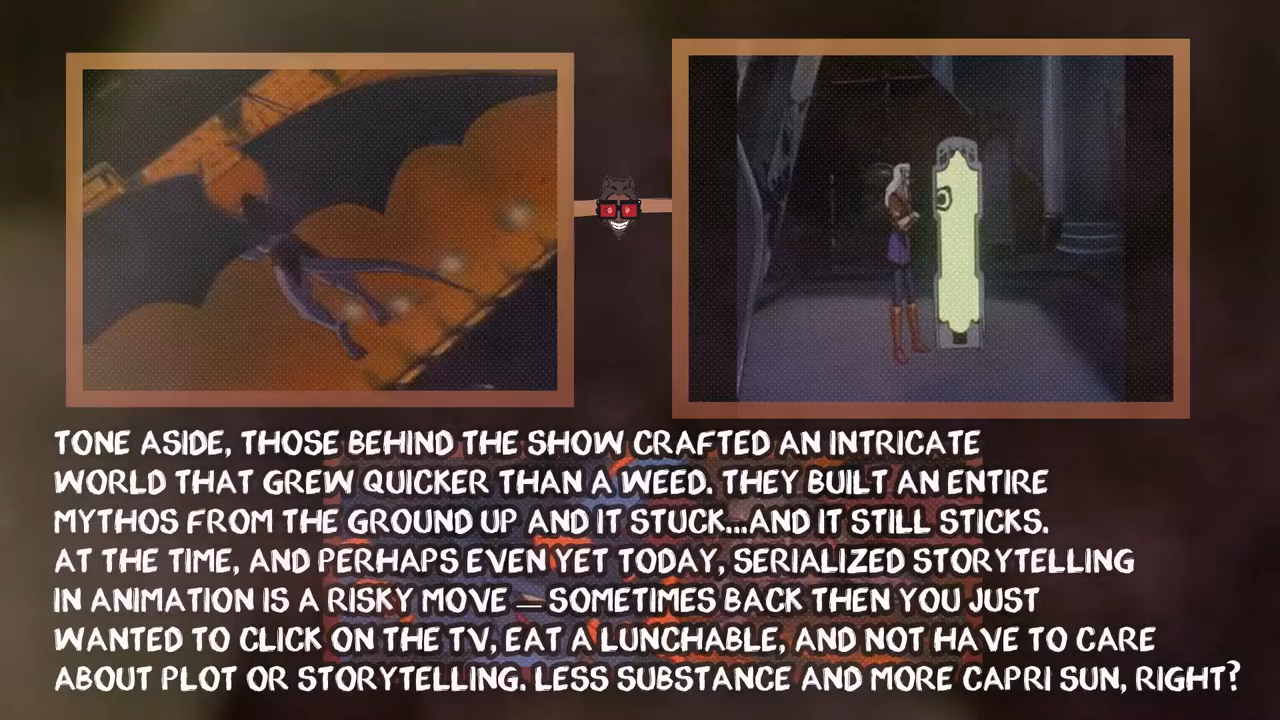 TONE ASIDE, THOSE BEHIND THE SHOW CRAFTED AN INTRICATE
WORLD THAT GREW QUICKER THAN A WEED. THEY BUILT AN ENTIRE
MYTHOS FROM THE GROUND UP AND IT STUCK...AND IT STILL STICKS.
AT THE TIME, AND PERHAPS EVEN YET TODAY, SERIALIZED STORYTELLING
IN ANIMATION IS A RISKY MOVE — SOMETIMES BACK THEN YOU JUST
WANTED TO CLICK ON THE TV, EAT A LUNCHABLE, AND NOT HAVE TO CARE
ABOUT PLOT OR STORYTELLING. LESS SUBSTANCE AND MORE CAPRI SUN, RIGHT?